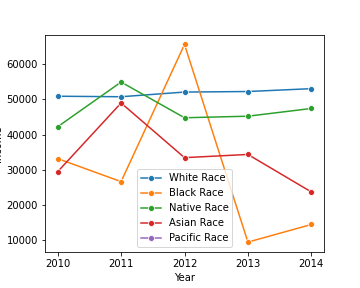 60000
50000
40000
30000
20000
10000
White Race
Black Race
Native Race
Asian Race
Pacific Race
2010 2011 2012 2013 2014
Year